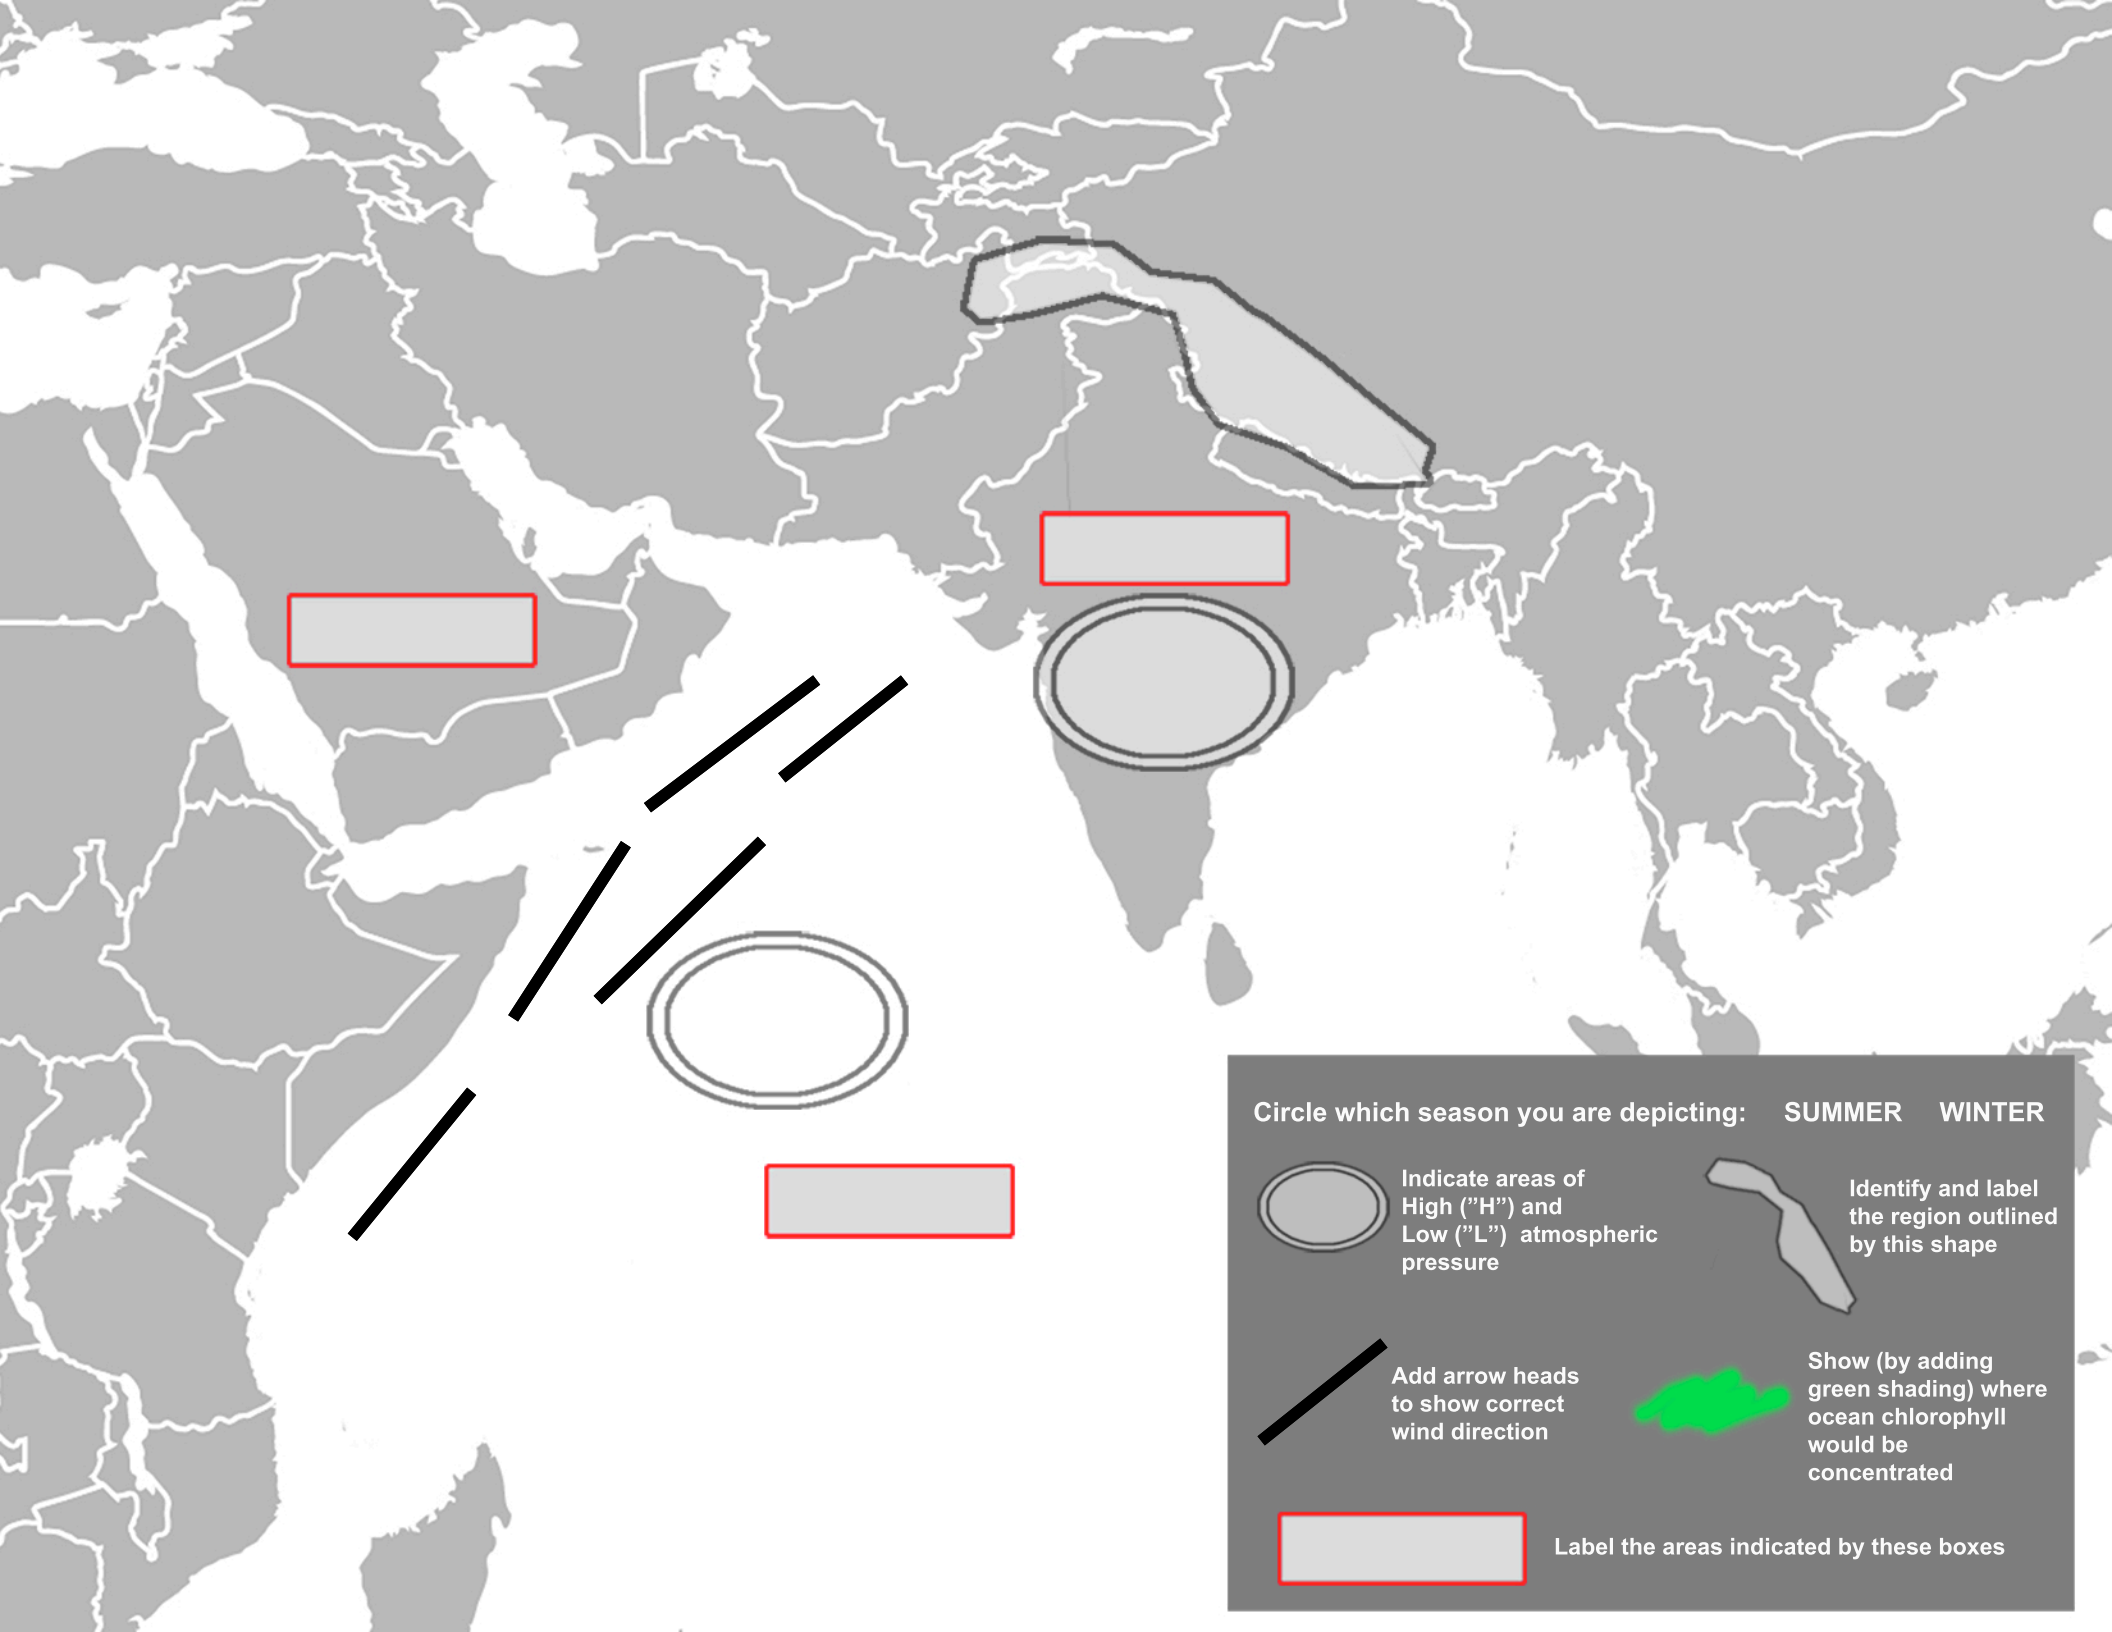 Circle which season you are depicting: SUMMER WINTER
Indicate areas of
High (”H”) and
Low (”L”) atmospheric
pressure
Identify and label
the region outlined
by this shape
Add arrow heads
to show correct
wind direction
Show (by adding
green shading) where
ocean chlorophyll
would be
concentrated
Label the areas indicated by these boxes